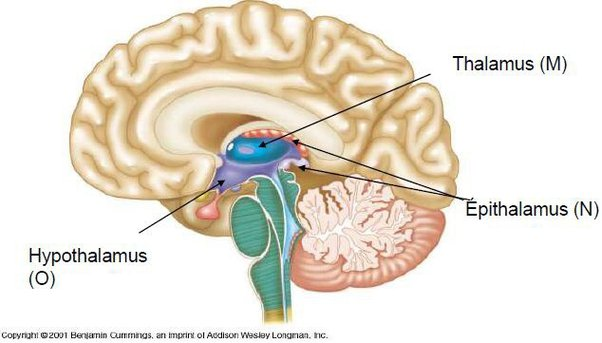 Thalamus (M)
Epithalamus (N)
Hypothalamus
(O)
Copyright ©2001 Benjamin Cummings, an imprint of Addison Wesley Longman, Inc.